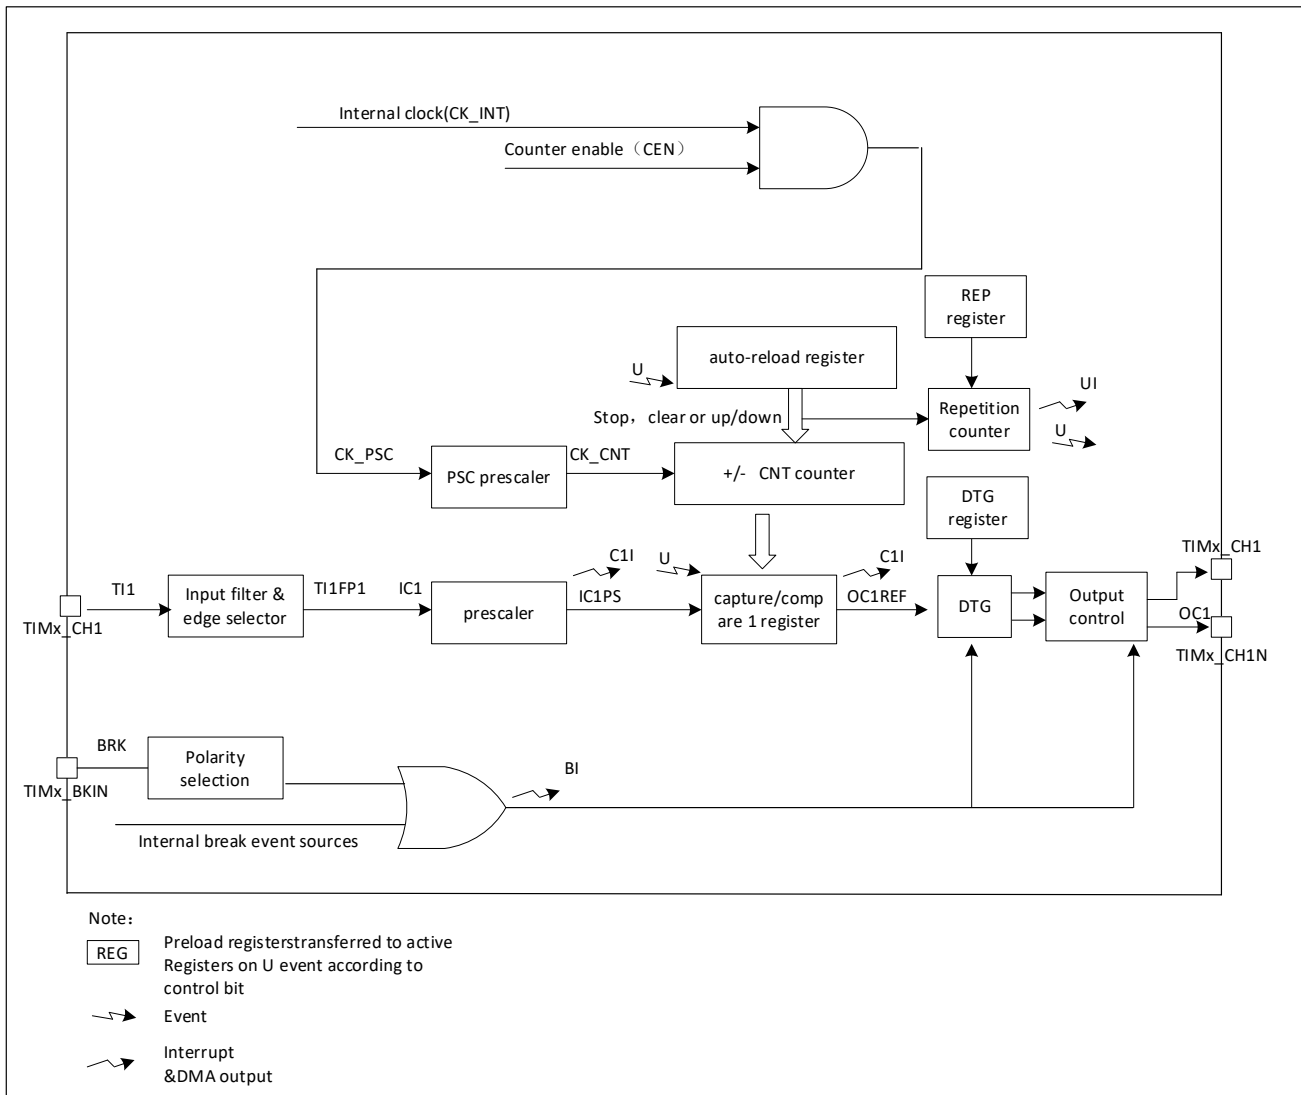 Internal clock(CK_INT)
Counter enable（CEN）
REP
register
auto-reload register
U
UI
Stop, clear or up/down
Repetition
counter
U
CK_PSC
PSC prescaler
CK_CNT
+/-   CNT counter
DTG
register
TIMx_CH1
TI1
Input filter &
edge selector
TI1FP1
IC1
prescaler
C1I
IC1PS
U
capture/comp
are 1 register
C1I
OC1REF
DTG
Output
control
OC1
TIMx_CH1
TIMx_CH1N
BRK
Polarity
selection
TIMx_BKIN
BI
Internal break event sources
Note：
REG
Preload registerstransferred to active
Registers on U event according to
control bit
Event
Interrupt
&DMA output